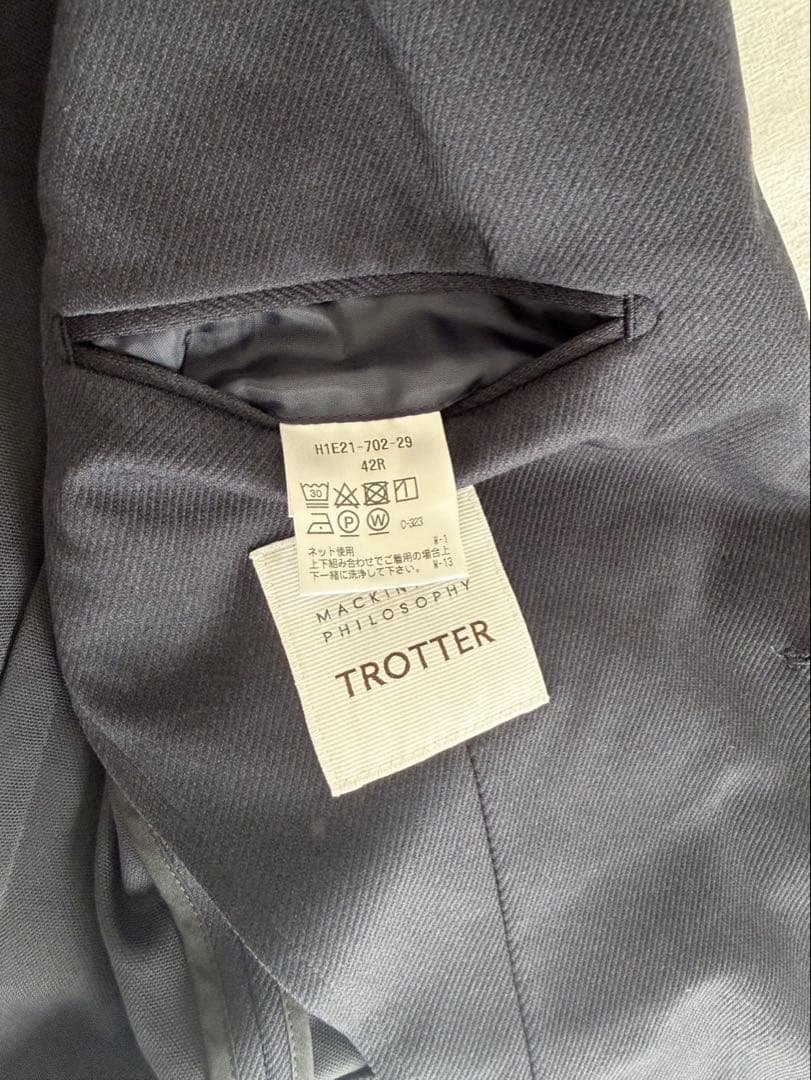 H1E21-702-29
42R
30
P W C-323
ネット使用 W-1
上下組み合わせでご着用の場合上 W-13
下一緒に洗浄して下さい。
PHILOSOPHY
TROTTER